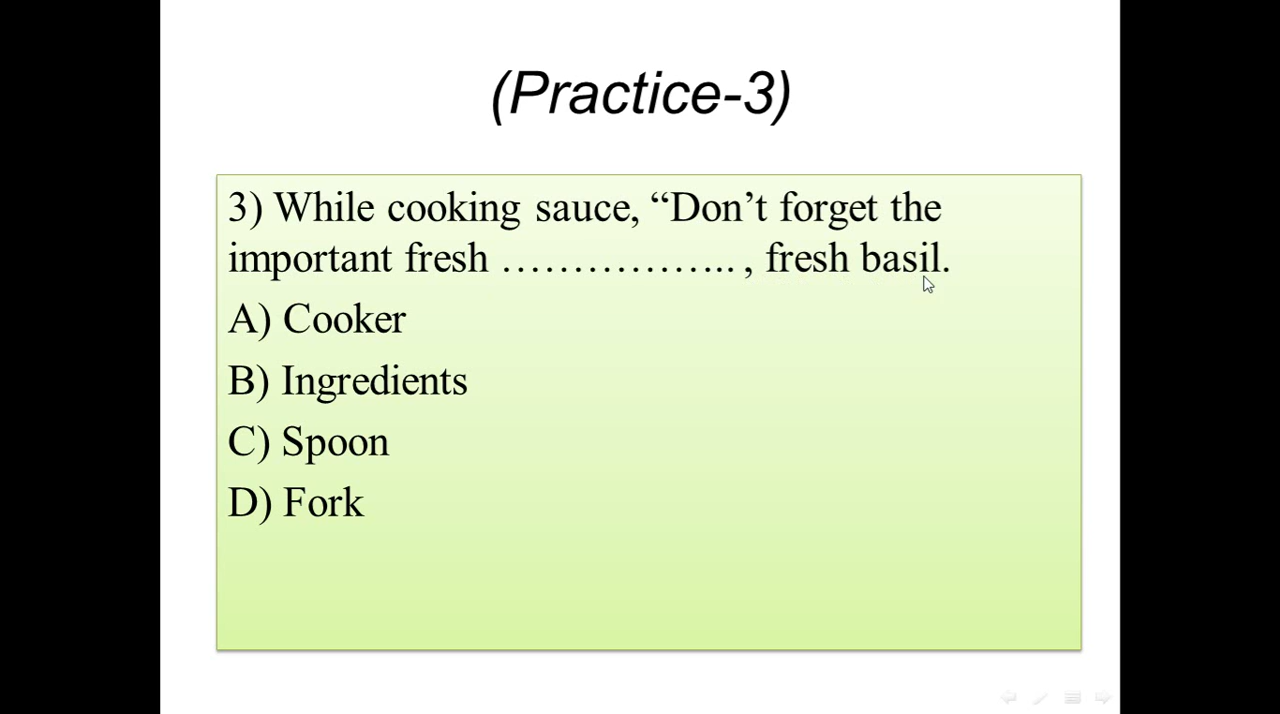 (Practice-3)
3) While cooking sauce, “Don’t forget the
important fresh ……………….. , fresh basil.
A) Cooker
B) Ingredients
C) Spoon
D) Fork